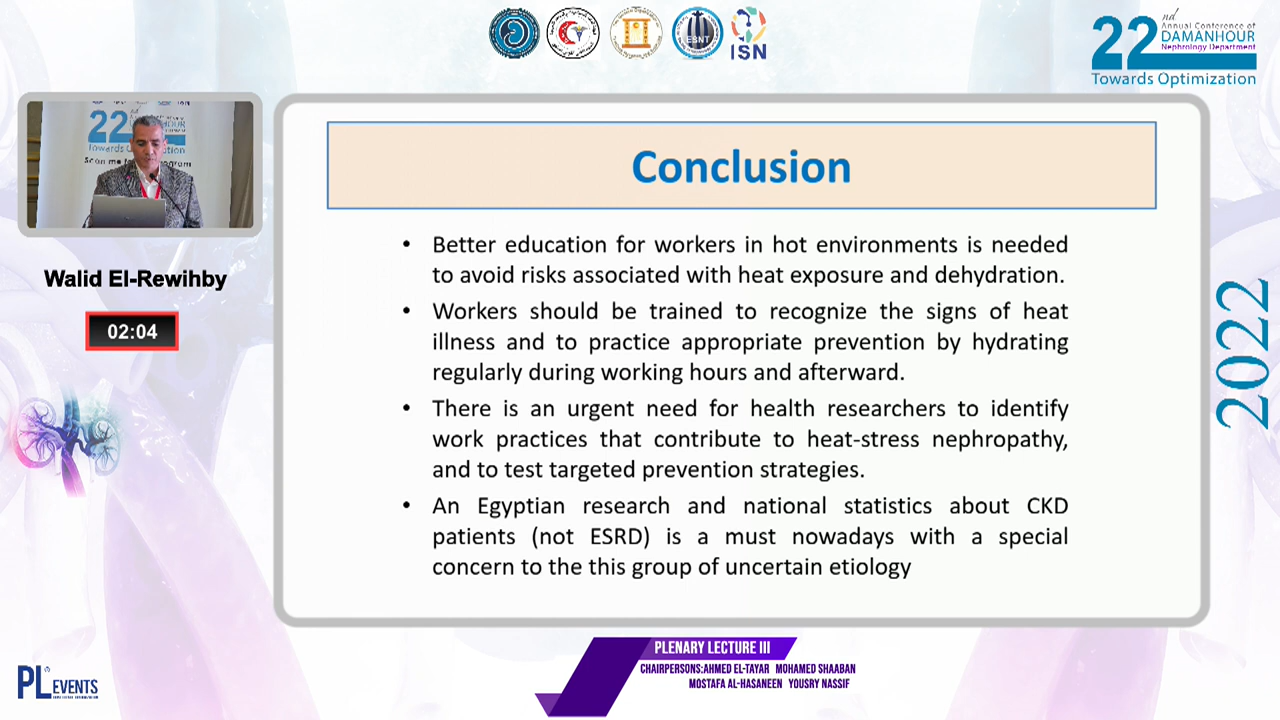 ESNT
ISN
22nd
Annual Conference of
DAMANHOUR
Nephrology Department
Towards Optimization
22
Scan me
Walid El-Rewihby
02:04
Conclusion
• Better education for workers in hot environments is needed
to avoid risks associated with heat exposure and dehydration.
• Workers should be trained to recognize the signs of heat
illness and to practice appropriate prevention by hydrating
regularly during working hours and afterward.
• There is an urgent need for health researchers to identify
work practices that contribute to heat-stress nephropathy,
and to test targeted prevention strategies.
• An Egyptian research and national statistics about CKD
patients (not ESRD) is a must nowadays with a special
concern to the this group of uncertain etiology
2022
PLENARY LECTURE III
CHAIRPERSONS:AHMED EL-TAYAR MOHAMED SHAABAN
MOSTAFA AL-HASANEEN YOUSRY NASSIF
PL EVENTS